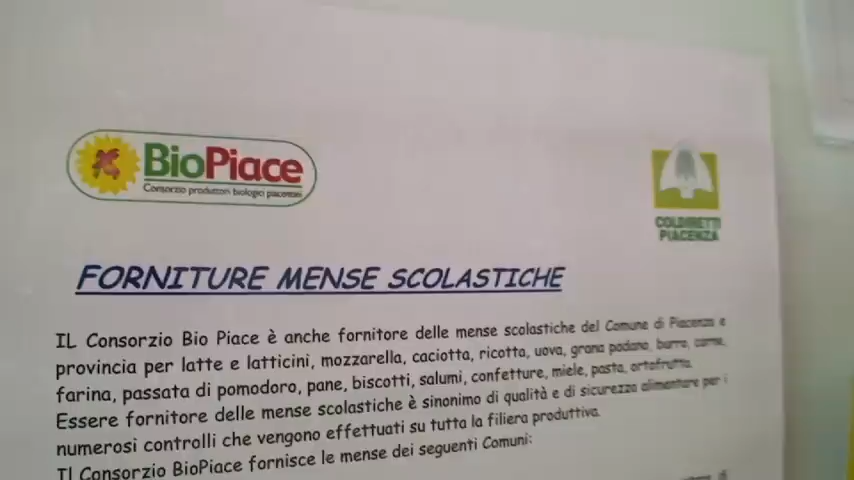 BioPiace
Consorzio produttori biologici piacentini
COLDIRETTI
PIACENZA
FORNITURE MENSE SCOLASTICHE
IL Consorzio Bio Piace è anche fornitore delle mense scolastiche del Comune di Piacenza e
provincia per latte e latticini, mozzarella, caciotta, ricotta, uova, grana padano, burro, carne,
farina, passata di pomodoro, pane, biscotti, salumi, confetture, miele, pasta, ortofrutta.
Essere fornitore delle mense scolastiche è sinonimo di qualità e di sicurezza alimentare per i
numerosi controlli che vengono effettuati su tutta la filiera produttiva.
Il Consorzio BioPiace fornisce le mense dei seguenti Comuni: